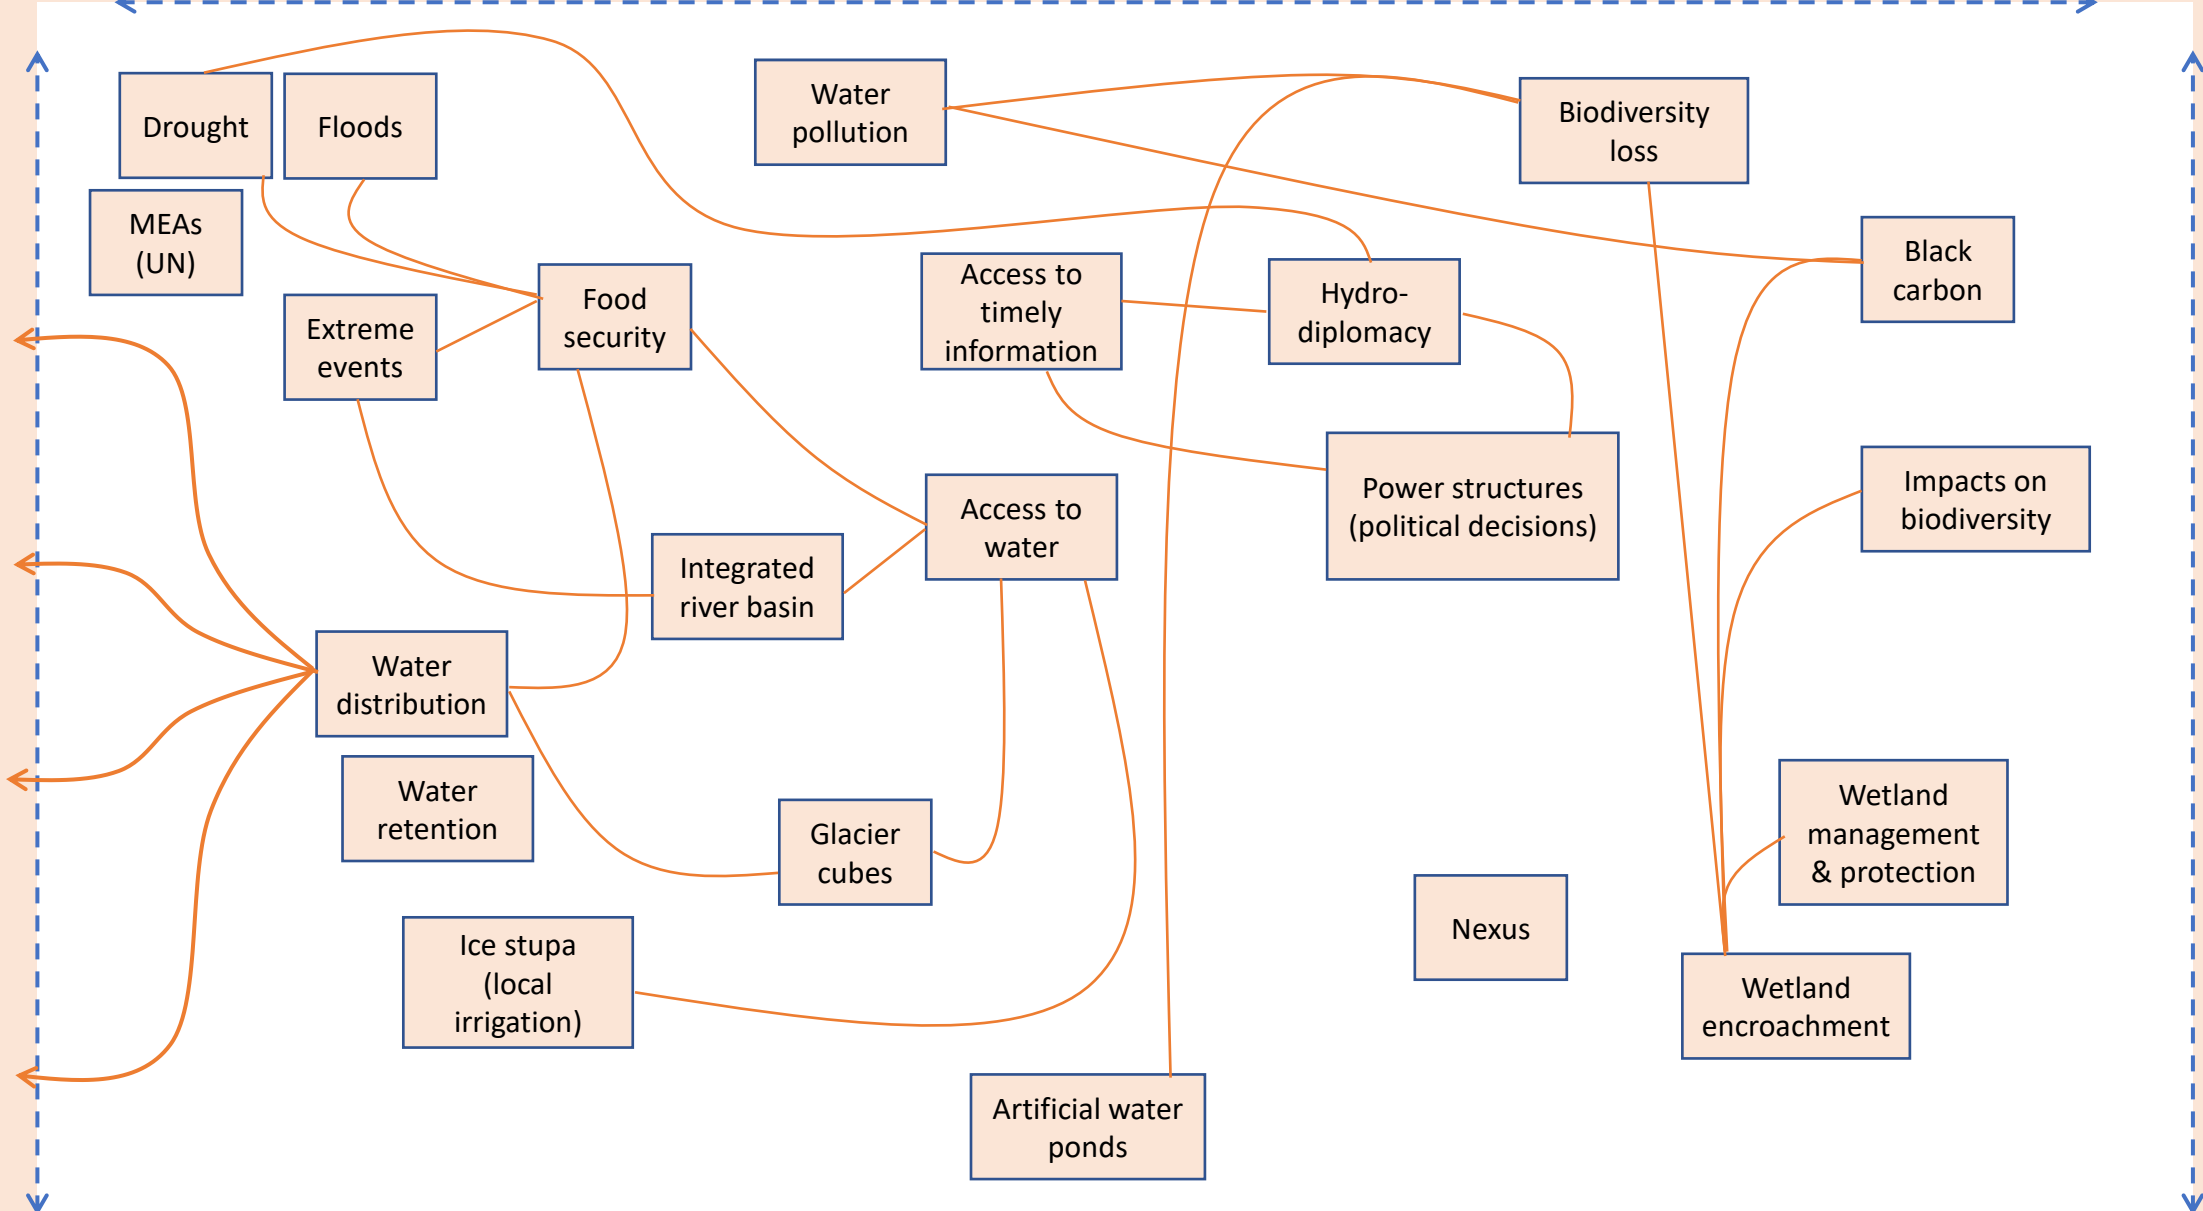 Drought
Floods
Water
pollution
Biodiversity
loss
MEAs
(UN)
Black
carbon
Access to
timely
information
Hydro-
diplomacy
Food
security
Extreme
events
Power structures
(political decisions)
Impacts on
biodiversity
Access to
water
Integrated
river basin
Water
distribution
Water
retention
Glacier
cubes
Wetland
management
& protection
Nexus
Ice stupa
(local
irrigation)
Wetland
encroachment
Artificial water
ponds